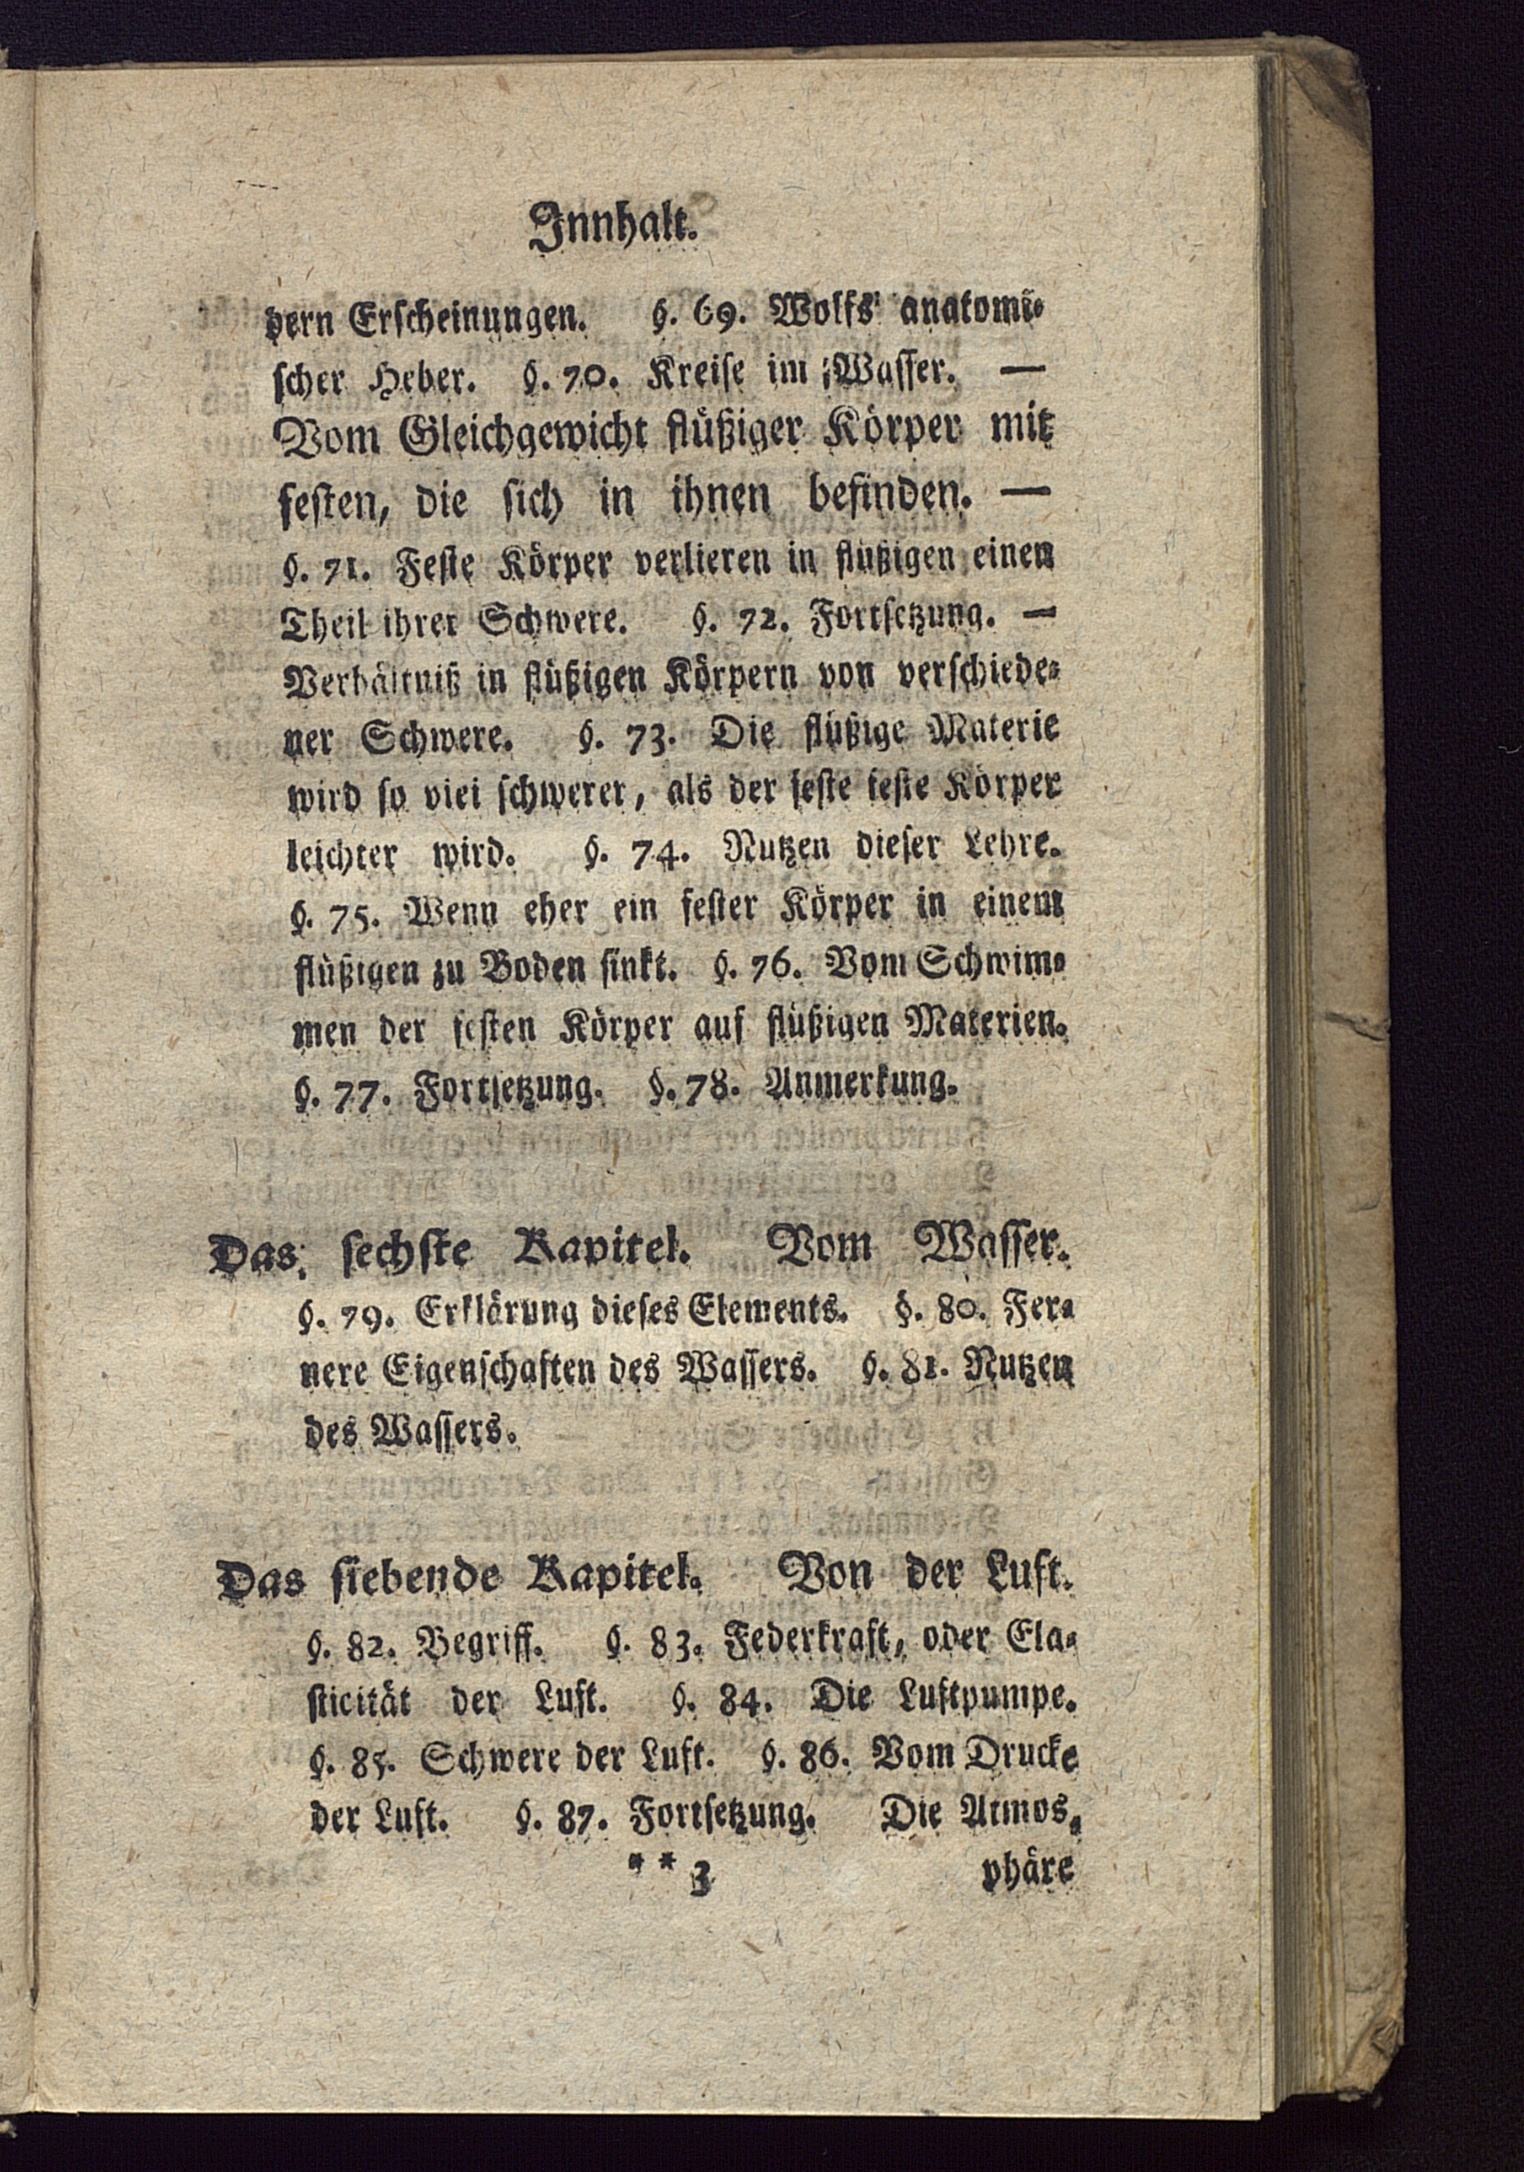 Innhalt.
dern Erscheinungen. §. 69. Wolfs anatomi-
scher Heber. §. 70. Kreise im Wasser. —
Vom Gleichgewicht flüßiger Körper mit
festen, die sich in ihnen befinden. —
§. 71. Feste Körper verlieren in flüßigen einen
Theil ihrer Schwere. §. 72. Fortsetzung. —
Verhältniß in flüßigen Körpern von verschiede-
ner Schwere. §. 73. Die flüßige Materie
wird so viel schwerer, als der feste feste Körper
leichter wird. §. 74. Nutzen dieser Lehre.
§. 75. Wenn eher ein fester Körper in einem
flüßigen zu Boden sinkt. §. 76. Vom Schwim-
men der festen Körper auf flüßigen Materien.
§. 77. Fortsetzung. §. 78. Anmerkung.
Das sechste Kapitel. Vom Wasser.
§. 79. Erklärung dieses Elements. §. 80. Fer-
nere Eigenschaften des Wassers. §. 81. Nutzen
des Wassers.
Das siebende Kapitel. Von der Luft.
§. 82. Begriff. §. 83. Federkraft, oder Ela-
sticität der Luft. §. 84. Die Luftpumpe.
§. 85. Schwere der Luft. §. 86. Vom Drucke
der Luft. §. 87. Fortsetzung. Die Atmos-
* * 3 phäre